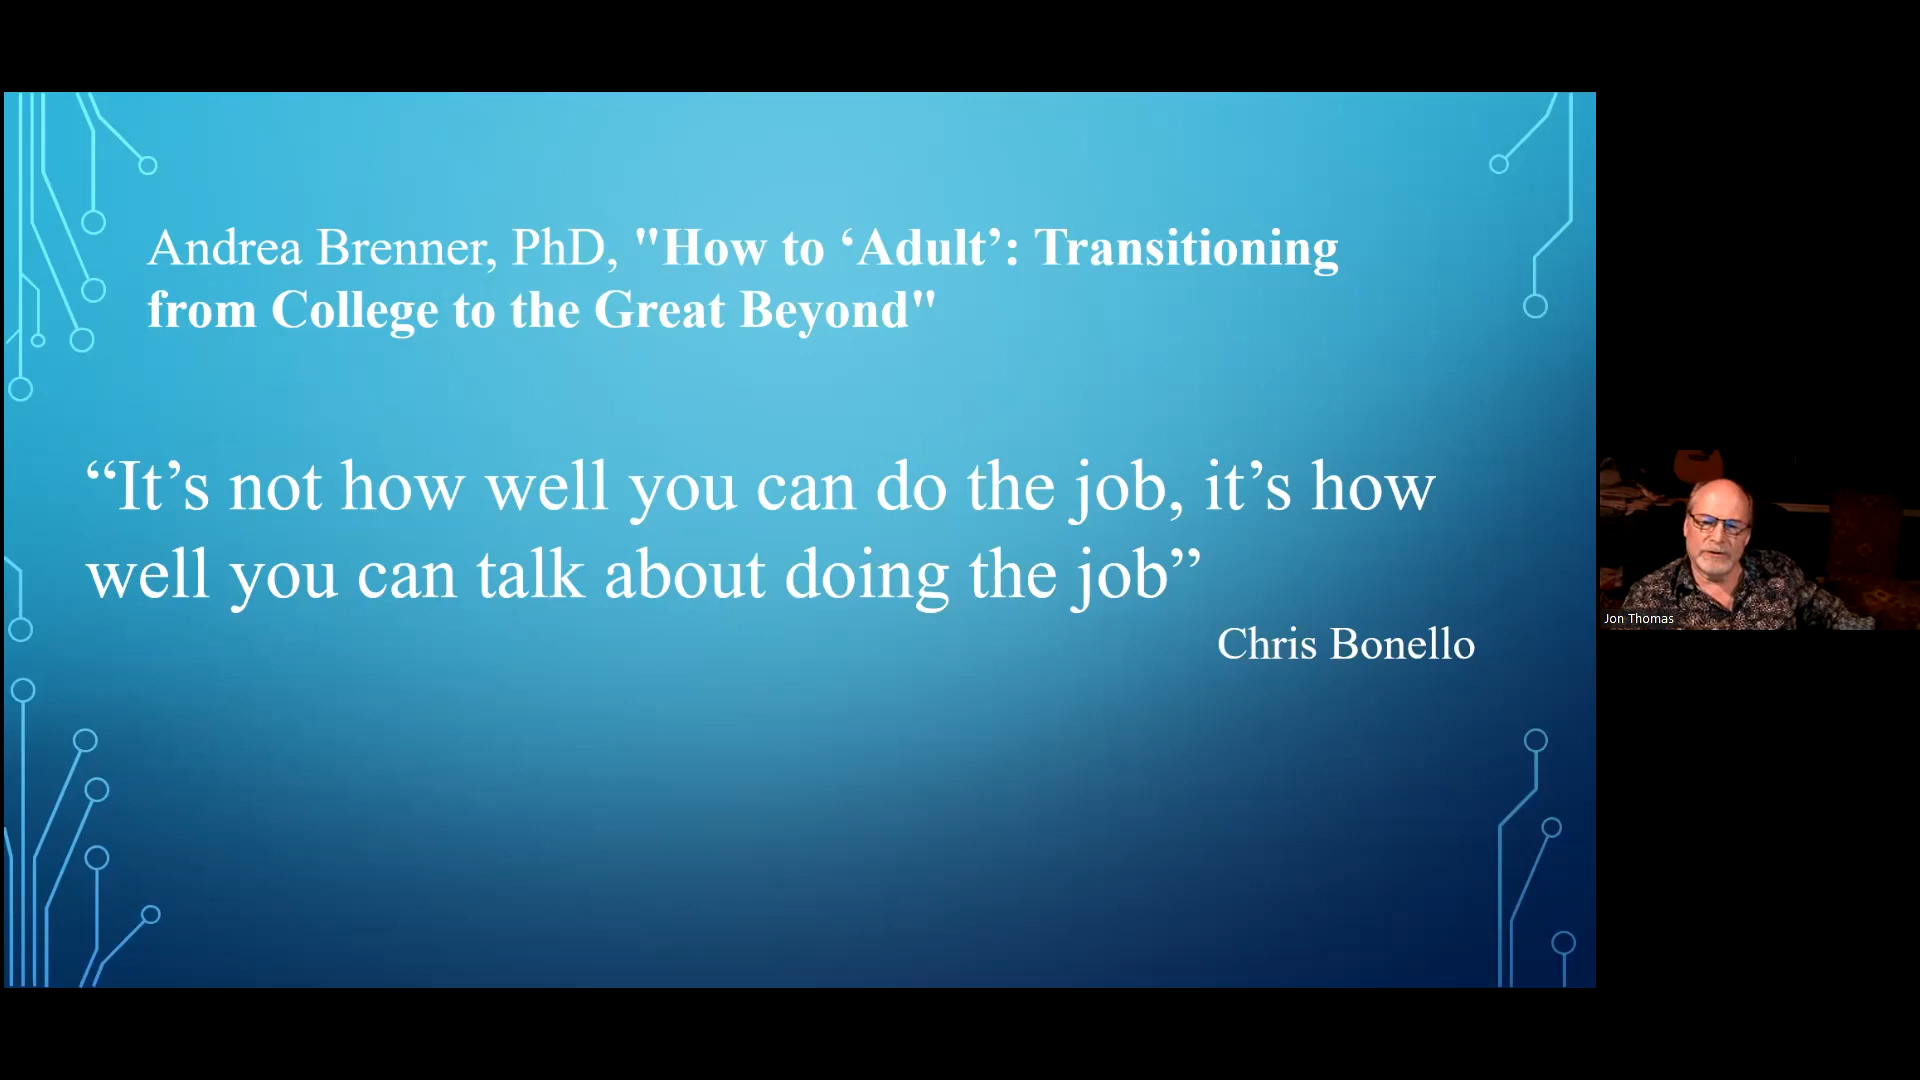 Andrea Brenner, PhD, "How to ‘Adult’: Transitioning
from College to the Great Beyond"
“It’s not how well you can do the job, it’s how
well you can talk about doing the job”
Chris Bonello
Jon Thomas